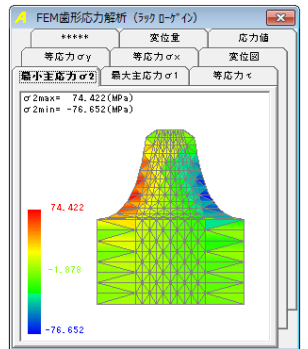 FEM歯形応力解析 (ラック ローダイン)
*****
変位量
応力値
等応力σy
等応力σx
変位図
最小主応力σ2
最大主応力σ1
等応力τ
σ2max= 74.422(MPa)
σ2min= -76.652(MPa)
74.422
-76.652